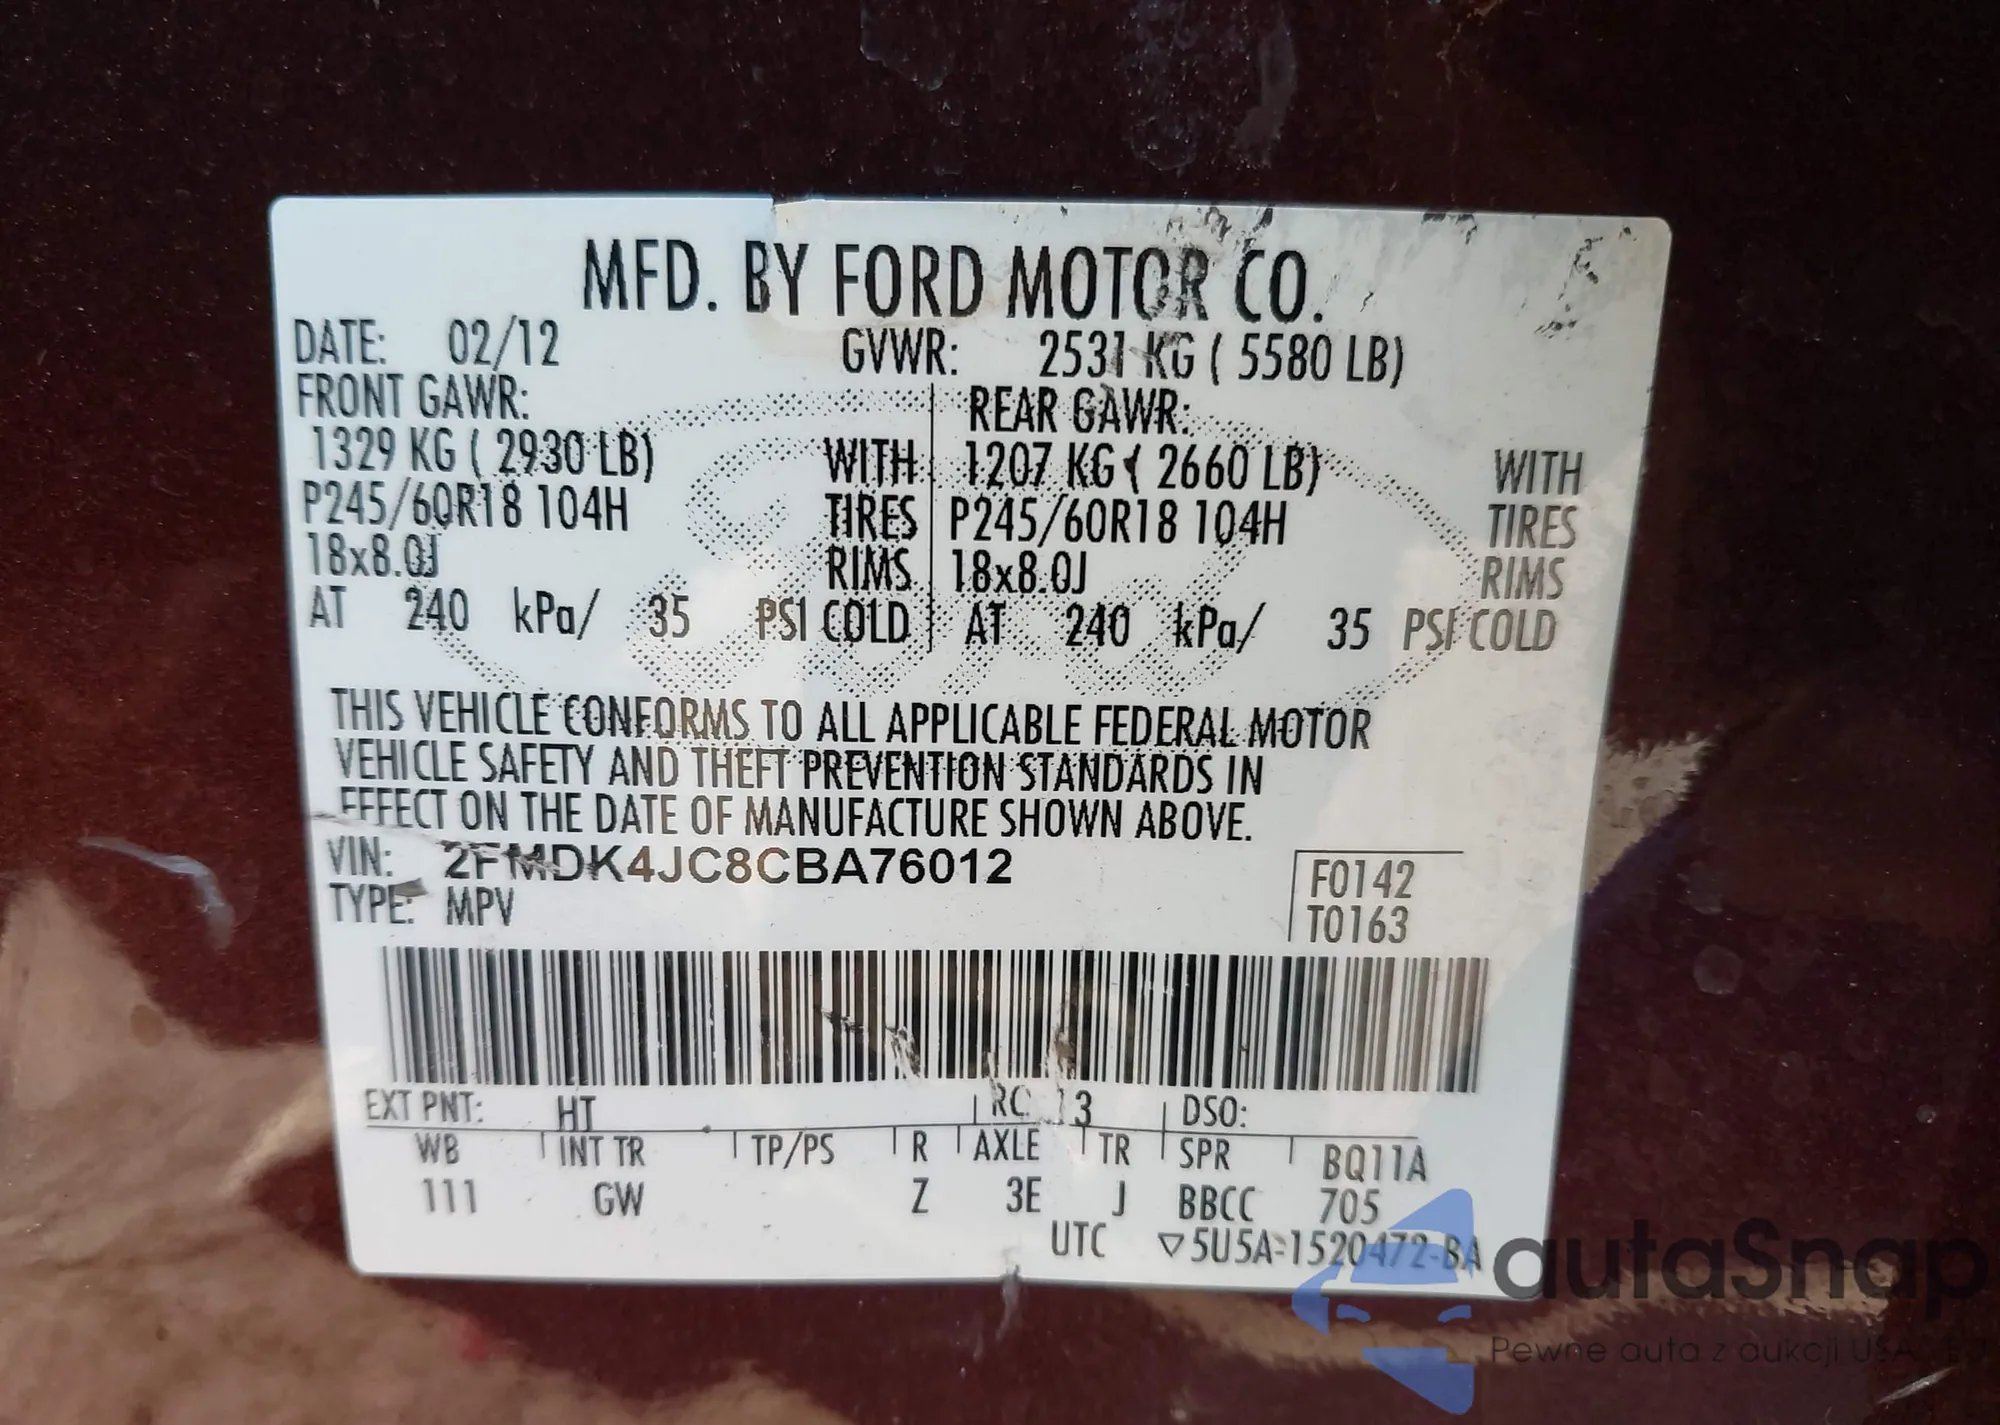 MFD. BY FORD MOTOR CO.
DATE: 02/12 GVWR: 2531 KG ( 5580 LB)
FRONT GAWR: REAR GAWR:
1329 KG ( 2930 LB) WITH 1207 KG ( 2660 LB) WITH
P245/60R18 104H TIRES P245/60R18 104H TIRES
18x8.0J RIMS 18x8.0J RIMS
AT 240 kPa/ 35 PSI COLD AT 240 kPa/ 35 PSI COLD
THIS VEHICLE CONFORMS TO ALL APPLICABLE FEDERAL MOTOR
VEHICLE SAFETY AND THEFT PREVENTION STANDARDS IN
EFFECT ON THE DATE OF MANUFACTURE SHOWN ABOVE.
VIN: 2FMDK4JC8CBA76012 F0142
TYPE: MPV T0163
EXT PNT: HT RC: 13 DSO:
WB INT TR TP/PS R AXLE TR SPR BQ11A
111 GW Z 3E J BBCC 705
UTC ▽5U5A-1520472-BA
autaSnap
Pewne auta z aukcji USA